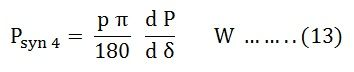 P_syn 4 = (p π / 180) (d P / d δ) W ... ... . . (13)